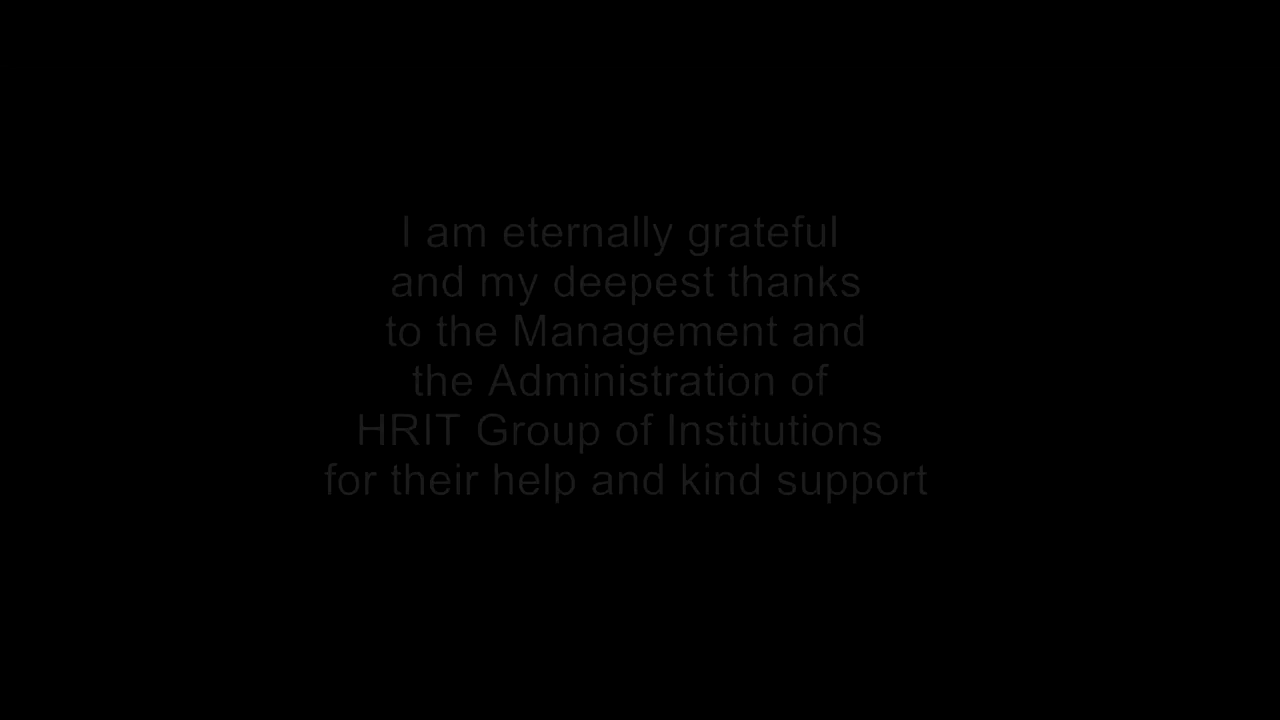 I am eternally grateful
and my deepest thanks
to the Management and
the Administration of
HRIT Group of Institutions
for their help and kind support